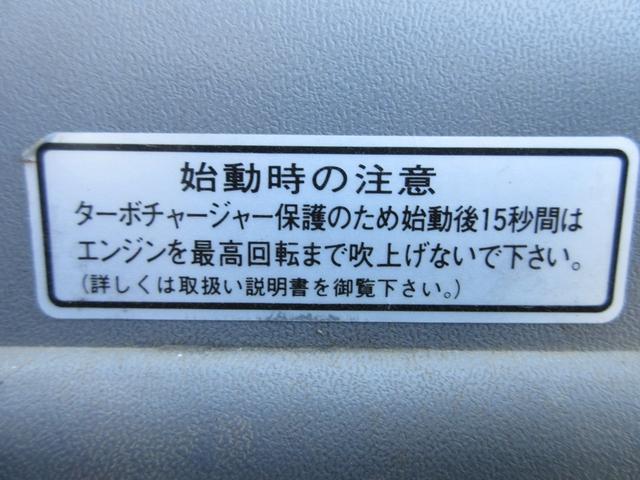 始動時の注意
ターボチャージャー保護のため始動後15秒間は
エンジンを最高回転まで吹上げないで下さい。
(詳しくは取扱い説明書を御覧下さい。)